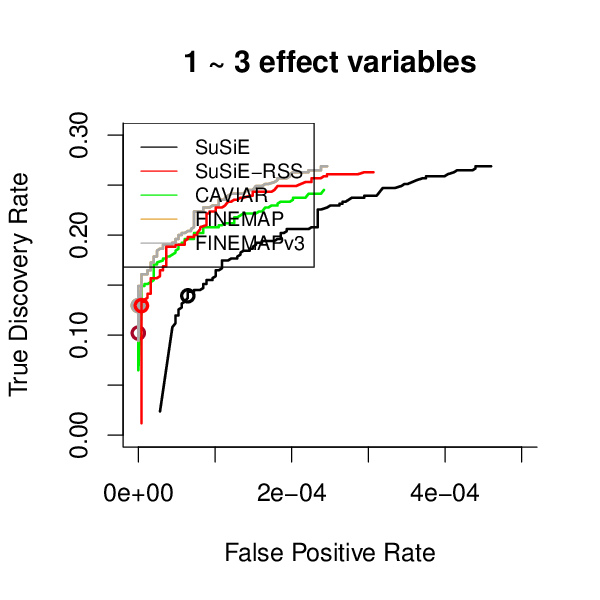 1 ~ 3 effect variables
True Discovery Rate
0.30
0.20
0.10
0.00
SuSiE
SuSiE−RSS
CAVIAR
FINEMAP
FINEMAPv3
0e+00
2e−04
4e−04
False Positive Rate